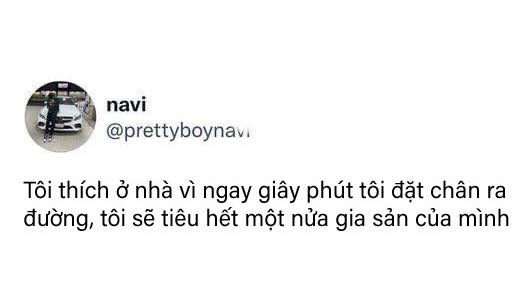 navi
@prettyboynavi
Tôi thích ở nhà vì ngay giây phút tôi đặt chân ra
đường, tôi sẽ tiêu hết một nửa gia sản của mình